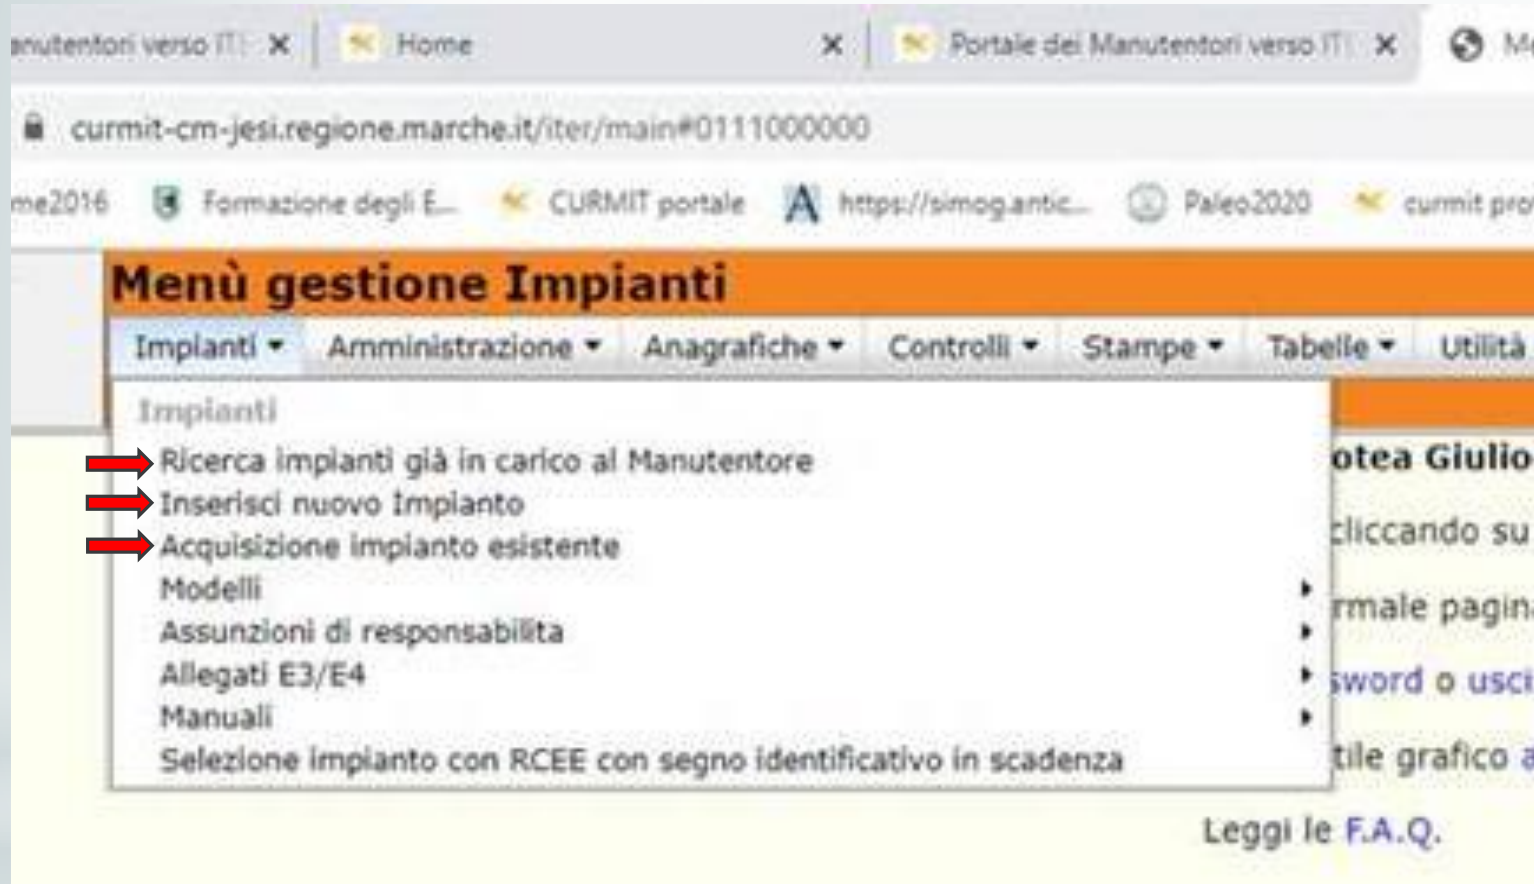 anutentori verso IT
Home
Portale dei Manutentori verso IT
curmit-cm-jesi.regione.marche.it/iter/main#0111000000
me2016
Formazione degli E...
CURMIT portale
https://simog.antic...
Paleo2020
curmit prot
Menù gestione Impianti
Impianti
Amministrazione
Anagrafiche
Controlli
Stampe
Tabelle
Utilità
Impianti
Ricerca impianti già in carico al Manutentore
Inserisci nuovo Impianto
Acquisizione impianto esistente
Modelli
Assunzioni di responsabilita
Allegati E3/E4
Manuali
Selezione impianto con RCEE con segno identificativo in scadenza
otea Giulio
cliccando su
rmale pagina
sword o usci
tile grafico a
Leggi le F.A.Q.